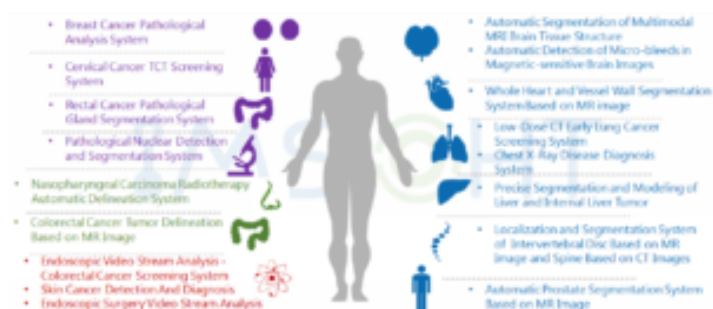 Breast Cancer Pathological
Analysis System
Cervical Cancer TCT Screening
System
Rectal Cancer Pathological
Gland Segmentation System
Pathological Nuclear Detection
and Segmentation System
Nasopharyngeal Carcinoma Radiotherapy
Automatic Delineation System
Colorectal Cancer Tumor Delineation
Based on MR Image
Endoscopic Video Stream Analysis -
Colorectal Cancer Screening System
Skin Cancer Detection And Diagnosis
Endoscopic Surgery Video Stream Analysis
Automatic Segmentation of Multimodal
MRI Brain Tissue Structure
Automatic Detection of Micro-bleeds in
Magnetic-sensitive Brain Images
Whole Heart and Vessel Wall Segmentation
System Based on MR image
Low-Dose CT Early Lung Cancer
Screening System
Chest X-Ray Disease Diagnosis
System
Precise Segmentation and Modeling of
Liver and Internal Liver Tumor
Localization and Segmentation System
of Intervertebral Disc Based on MR
Image and Spine Based on CT Images
Automatic Prostate Segmentation System
Based on MR Image